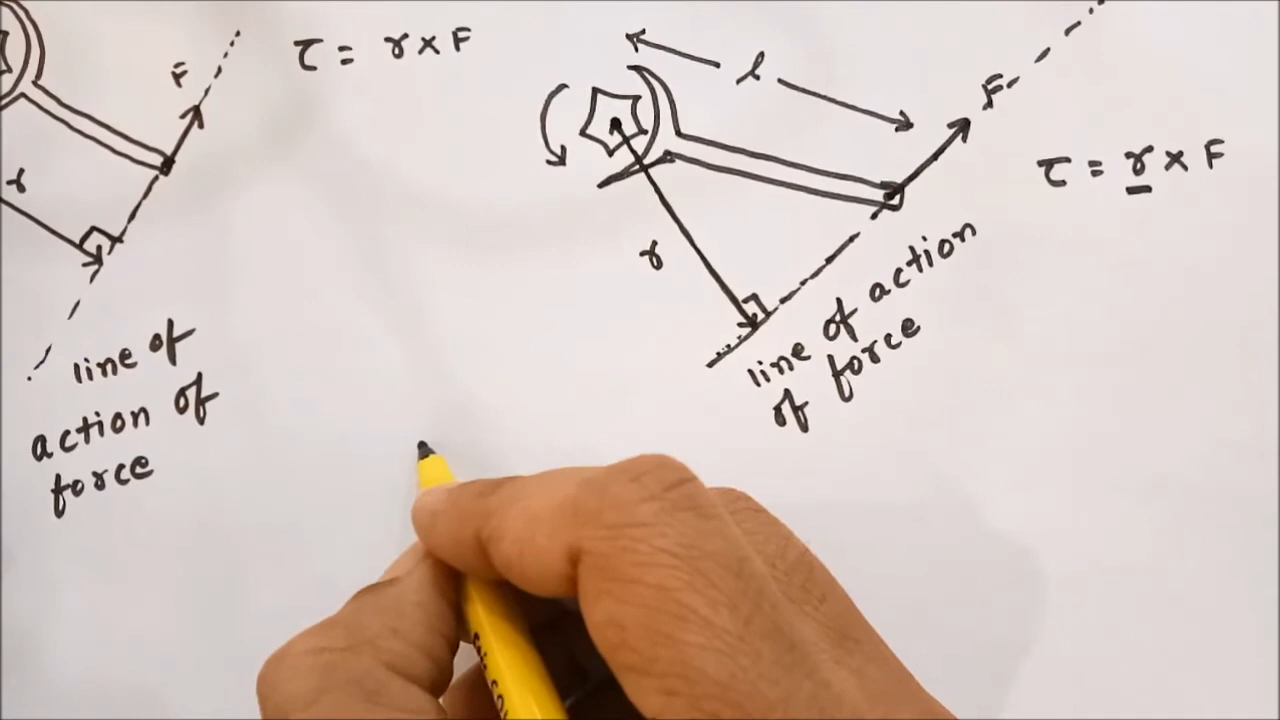 F
τ = r × F
r
line of
action of
force
l
F
τ = r × F
r
line of action
of force